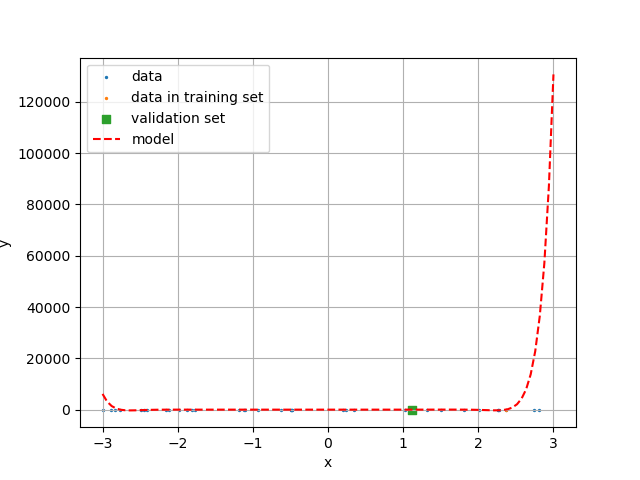 data
data in training set
validation set
model
120000
100000
80000
60000
40000
20000
0
y
−3
−2
−1
0
1
2
3
x